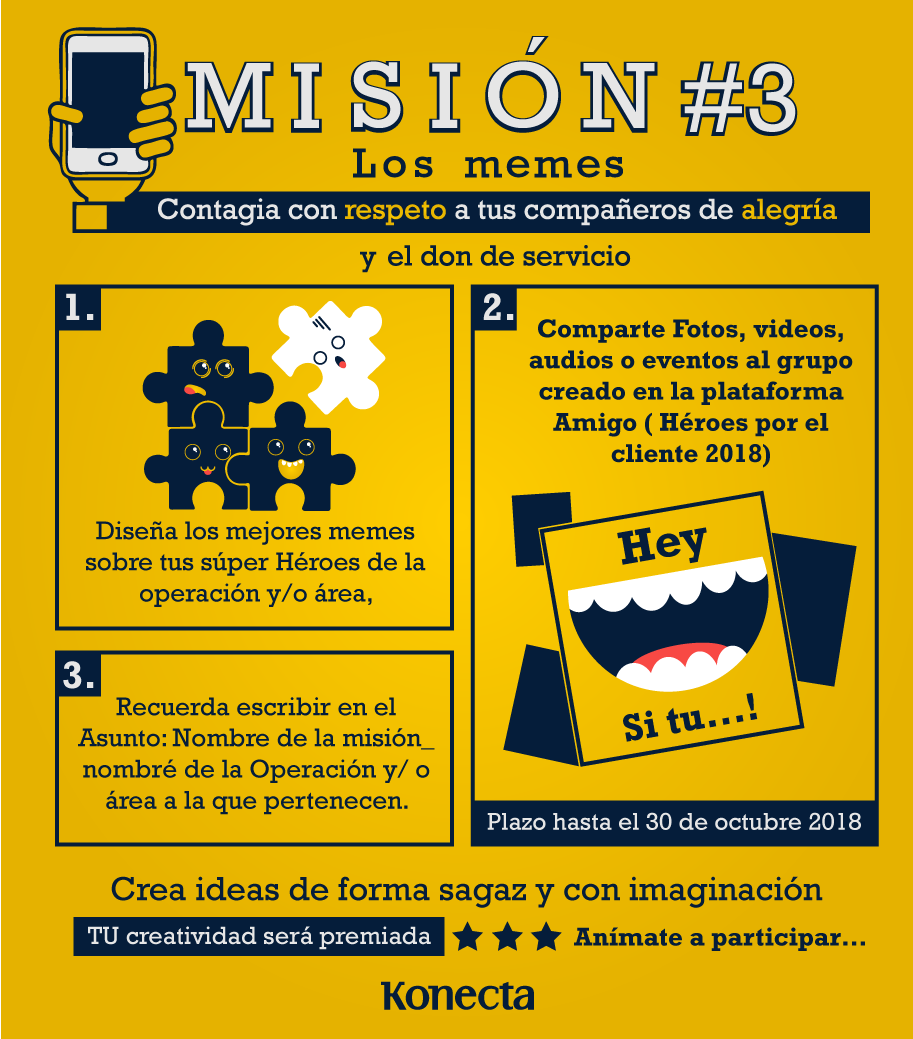 MISIÓN #3
Los memes
Contagia con respeto a tus compañeros de alegría
y el don de servicio
1.
Diseña los mejores memes
sobre tus súper Héroes de la
operación y/o área,
2.
Comparte Fotos, videos,
audios o eventos al grupo
creado en la plataforma
Amigo ( Héroes por el
cliente 2018)
Hey
Si tu...!
Plazo hasta el 30 de octubre 2018
3.
Recuerda escribir en el
Asunto: Nombre de la misión_
nombré de la Operación y/ o
área a la que pertenecen.
Crea ideas de forma sagaz y con imaginación
TU creatividad será premiada
Anímate a participar...
Konecta